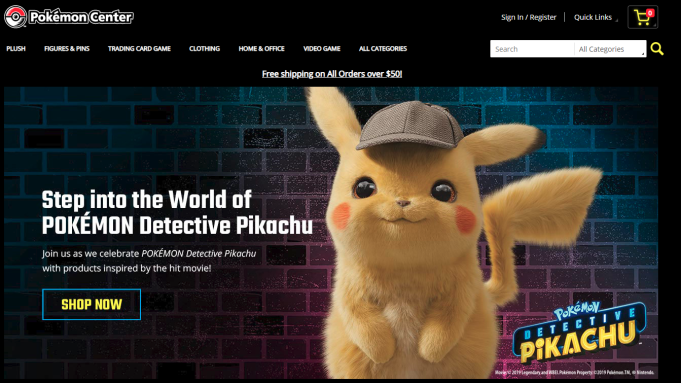 Pokémon Center
Sign In / Register
Quick Links
0
PLUSH
FIGURES & PINS
TRADING CARD GAME
CLOTHING
HOME & OFFICE
VIDEO GAME
ALL CATEGORIES
Search
All Categories
Free shipping on All Orders over $50!
Step into the World of
POKÉMON Detective Pikachu
Join us as we celebrate POKÉMON Detective Pikachu
with products inspired by the hit movie!
SHOP NOW
POKéMON
DETECTIVE
PIKACHU
Movie: © 2019 Legendary and WBEI. Pokémon Property: © 2019 Pokémon. TM, ® Nintendo.